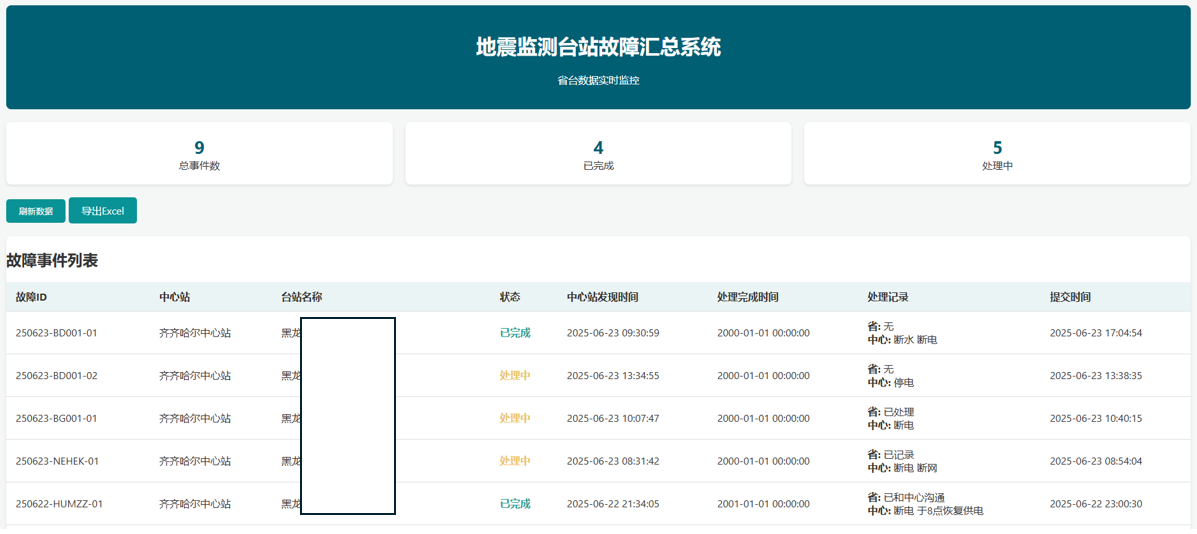 地震监测台站故障汇总系统
省台数据实时监控
9
总事件数
4
已完成
5
处理中
刷新数据 导出Excel
故障事件列表
故障ID 中心站 台站名称 状态 中心站发现时间 处理完成时间 处理记录 提交时间
250623-BD001-01 齐齐哈尔中心站 黑龙 已完成 2025-06-23 09:30:59 2000-01-01 00:00:00 省: 无 2025-06-23 17:04:54
中心: 断水 断电
250623-BD001-02 齐齐哈尔中心站 黑龙 处理中 2025-06-23 13:34:55 2000-01-01 00:00:00 省: 无 2025-06-23 13:38:35
中心: 停电
250623-BG001-01 齐齐哈尔中心站 黑龙 处理中 2025-06-23 10:07:47 2000-01-01 00:00:00 省: 已处理 2025-06-23 10:40:15
中心: 断电
250623-NEHEK-01 齐齐哈尔中心站 黑龙 处理中 2025-06-23 08:31:42 2000-01-01 00:00:00 省: 已记录 2025-06-23 08:54:04
中心: 断电 断网
250622-HUMZZ-01 齐齐哈尔中心站 黑龙 已完成 2025-06-22 21:34:05 2001-01-01 00:00:00 省: 已和中心沟通 2025-06-22 23:00:30
中心: 断电 于8点恢复供电